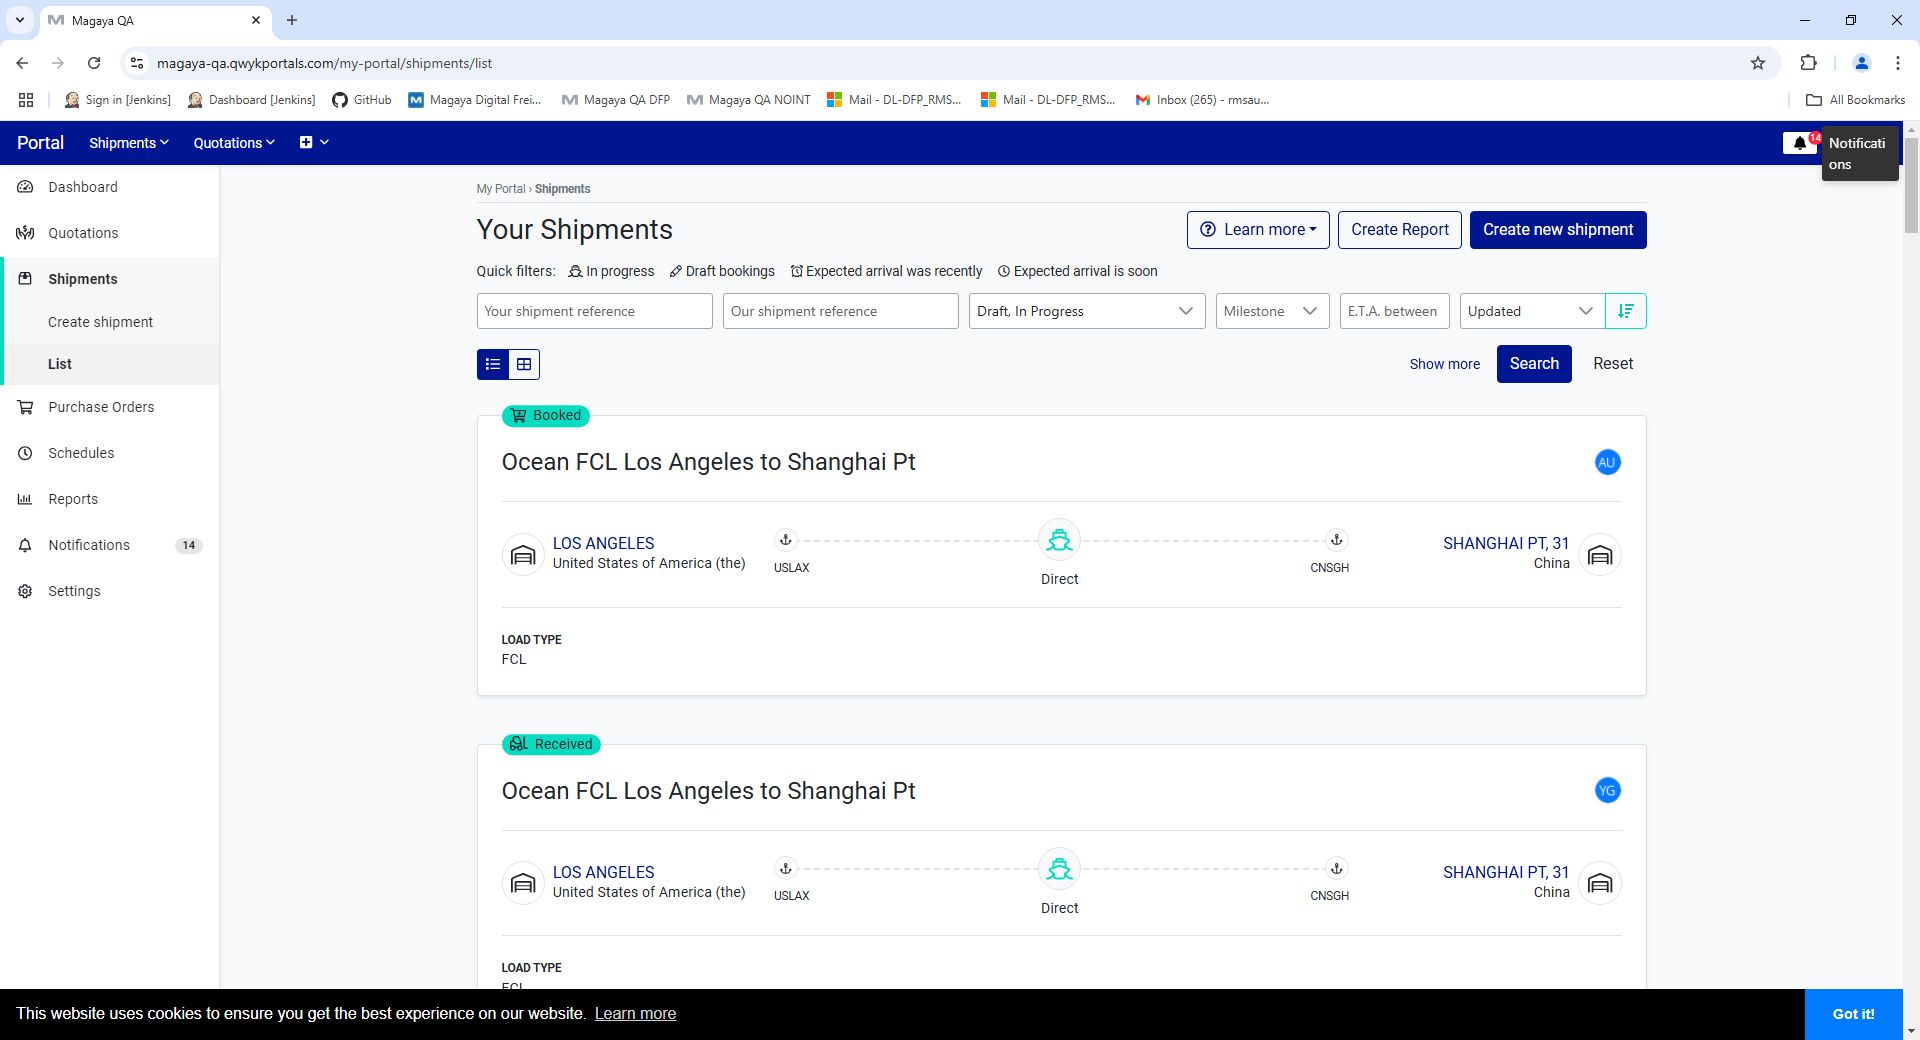 Magaya QA
magaya-qa.qwykportals.com/my-portal/shipments/list
Sign in [Jenkins]
Dashboard [Jenkins]
GitHub
Magaya Digital Frei...
Magaya QA DFP
Magaya QA NOINT
Mail - DL-DFP_RMS...
Mail - DL-DFP_RMS...
Inbox (265) - rmsau...
All Bookmarks
Portal
Shipments
Quotations
14
Notificati
ons
Dashboard
Quotations
Shipments
Create shipment
List
Purchase Orders
Schedules
Reports
Notifications 14
Settings
My Portal › Shipments
Your Shipments
Learn more
Create Report
Create new shipment
Quick filters: In progress Draft bookings Expected arrival was recently Expected arrival is soon
Your shipment reference
Our shipment reference
Draft, In Progress
Milestone
E.T.A. between
Updated
Show more
Search
Reset
Booked
Ocean FCL Los Angeles to Shanghai Pt
AU
LOS ANGELES
United States of America (the)
USLAX
Direct
CNSGH
SHANGHAI PT, 31
China
LOAD TYPE
FCL
Received
Ocean FCL Los Angeles to Shanghai Pt
YG
LOS ANGELES
United States of America (the)
USLAX
Direct
CNSGH
SHANGHAI PT, 31
China
LOAD TYPE
FCL
This website uses cookies to ensure you get the best experience on our website. Learn more
Got it!